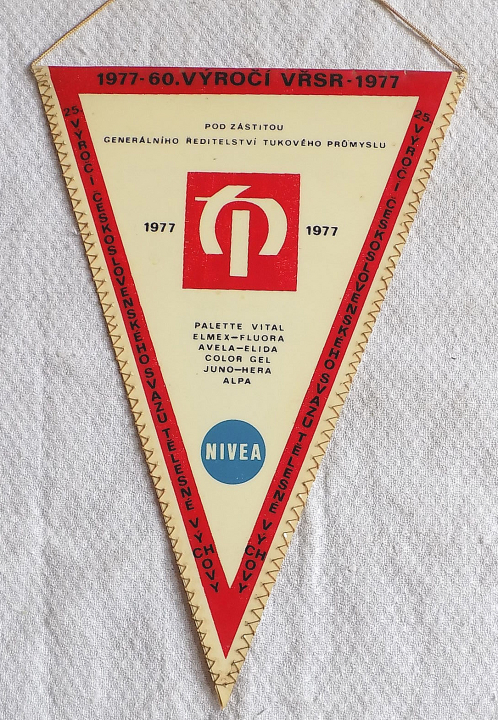 1977-60.VÝROČÍ VŘSR-1977
25. VÝROČÍ ČESKOSLOVENSKÉHO SVAZU TĚLESNÉ VÝCHOVY
25. VÝROČÍ ČESKOSLOVENSKÉHO SVAZU TĚLESNÉ VÝCHOVY
POD ZÁSTITOU
GENERÁLNÍHO ŘEDITELSTVÍ TUKOVÉHO PRŮMYSLU
1977 1977
PALETTE VITAL
ELMEX-FLUORA
AVELA-ELIDA
COLOR GEL
JUNO-HERA
ALPA
NIVEA